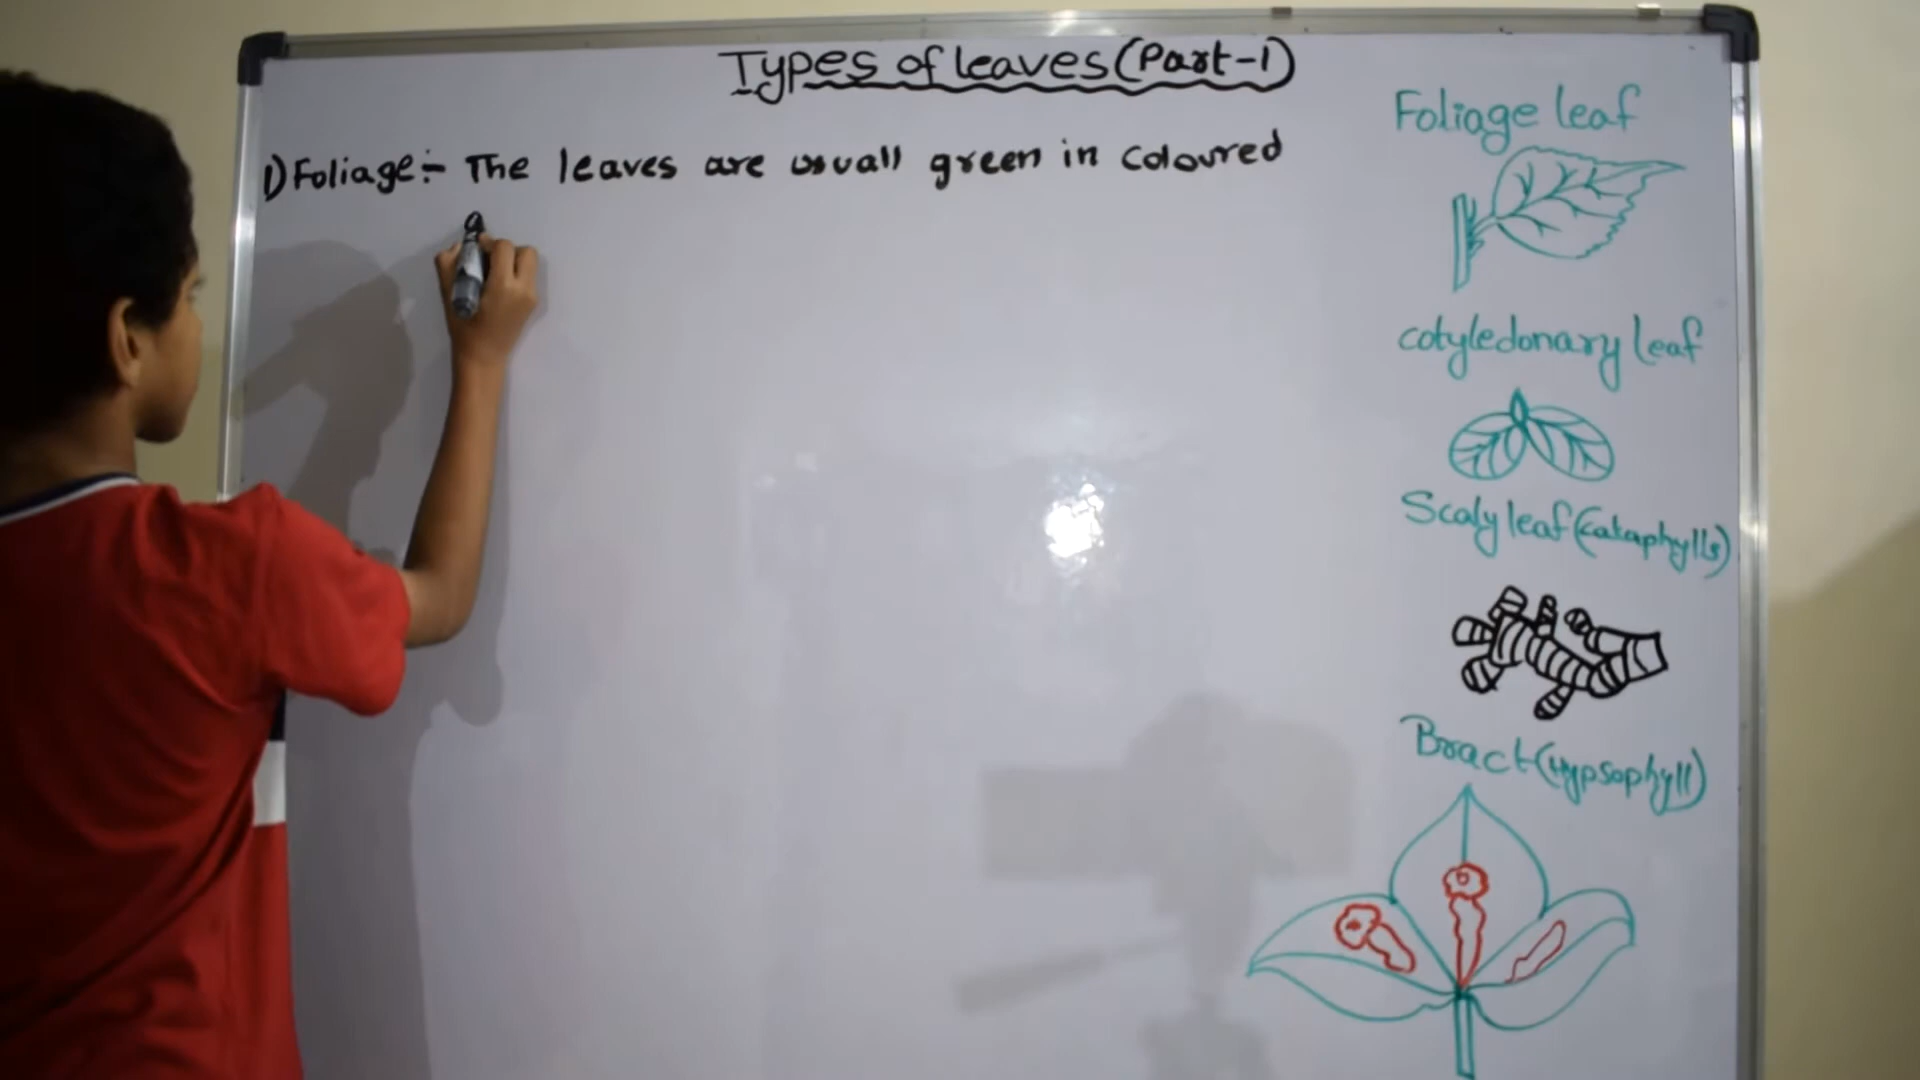 Types of leaves (Part-1)
1) Foliage:- The leaves are usuall green in coloured
a
Foliage leaf
cotyledonary leaf
Scaly leaf (cataphylls)
Bract (Hypsophyll)